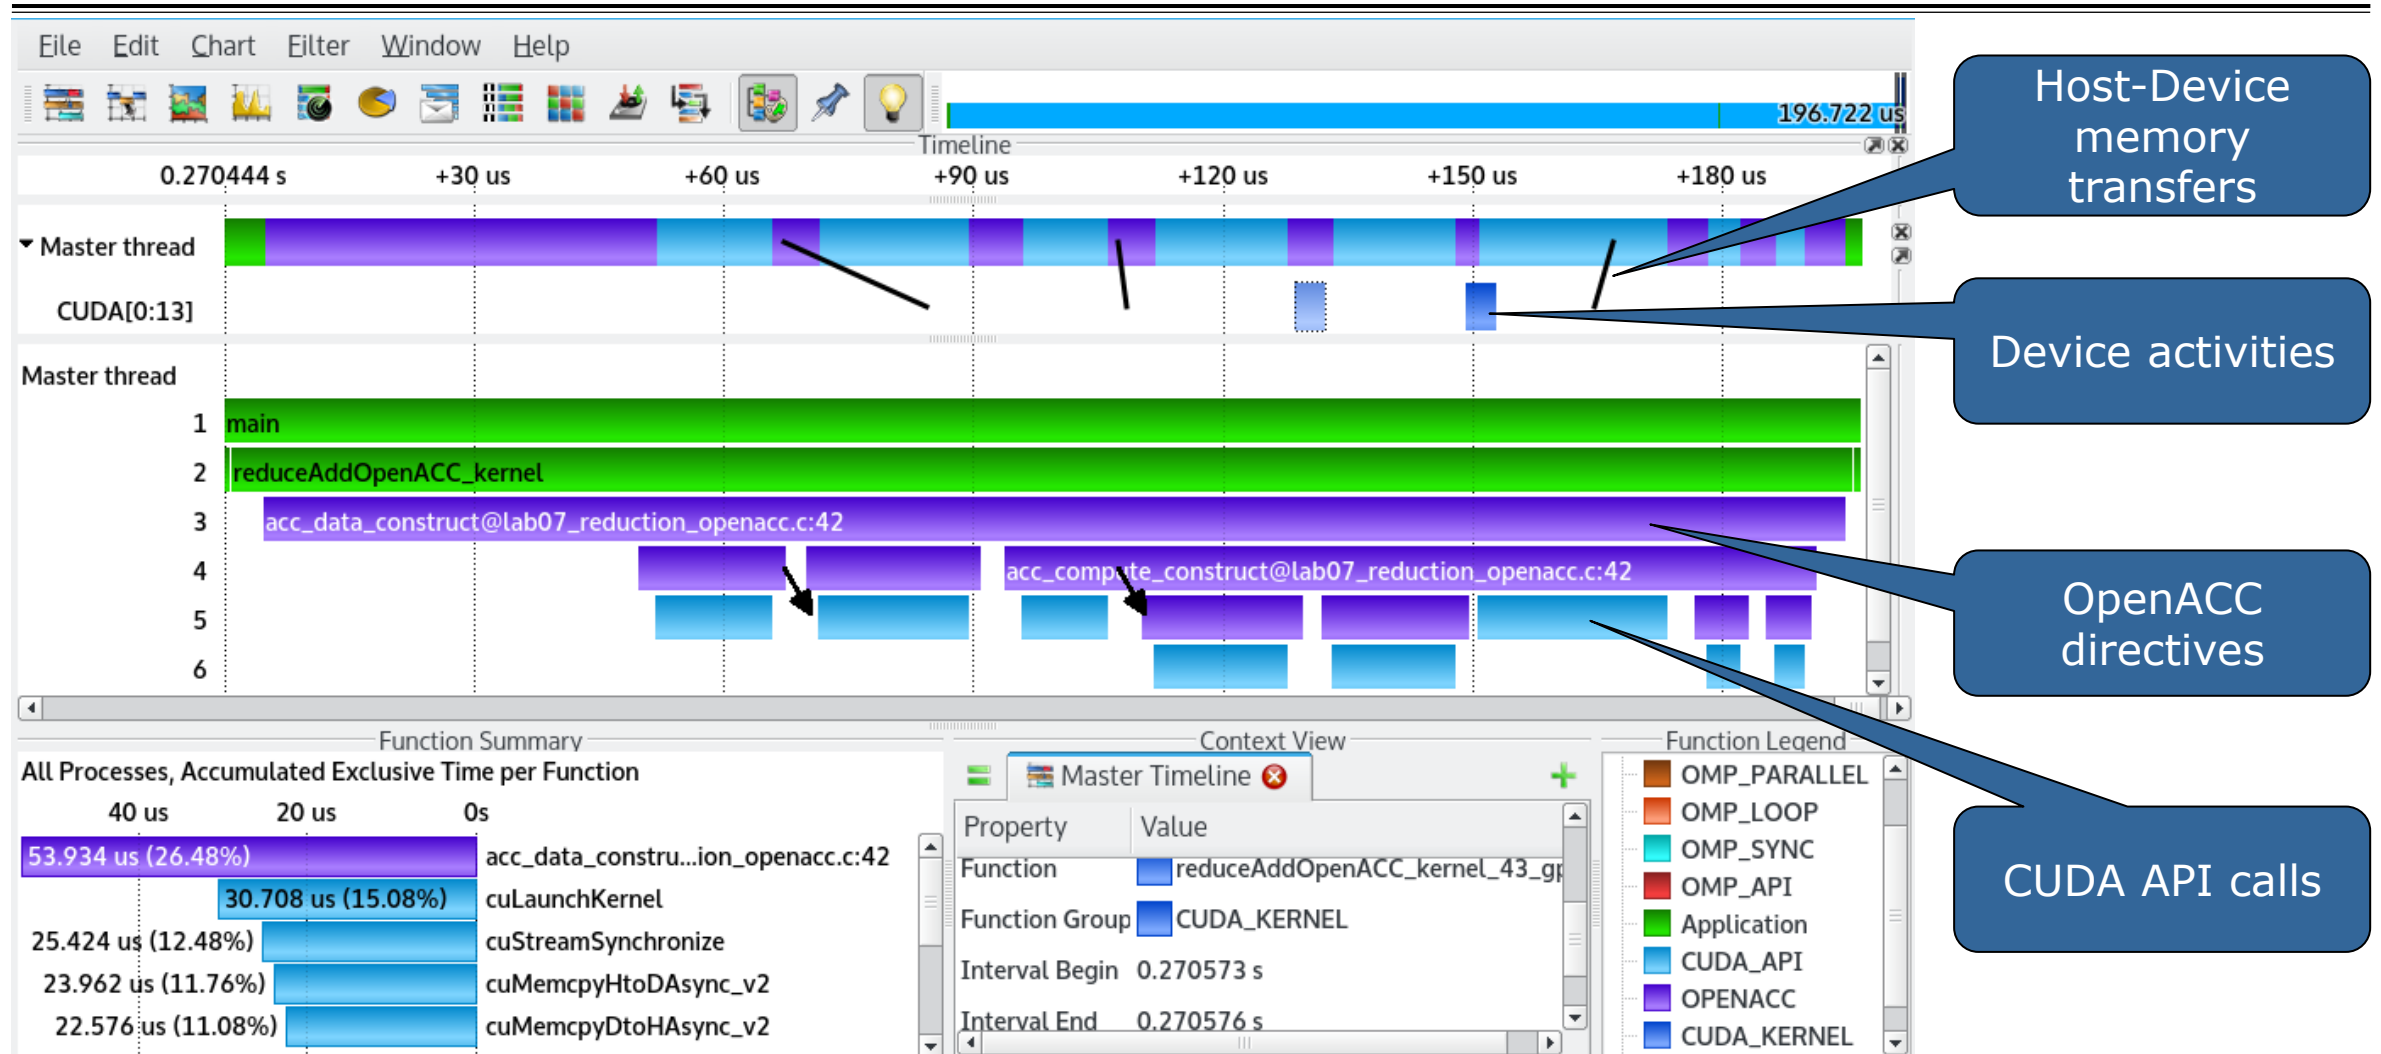 File Edit Chart Filter Window Help
196.722 us
Timeline
0.270444 s +30 us +60 us +90 us +120 us +150 us +180 us
Master thread
CUDA[0:13]
Master thread
1 main
2 reduceAddOpenACC_kernel
3 acc_data_construct@lab07_reduction_openacc.c:42
4 acc_compute_construct@lab07_reduction_openacc.c:42
5
6
Host-Device
memory
transfers
Device activities
OpenACC
directives
CUDA API calls
Function Summary
All Processes, Accumulated Exclusive Time per Function
40 us 20 us 0s
53.934 us (26.48%) acc_data_constru...ion_openacc.c:42
30.708 us (15.08%) cuLaunchKernel
25.424 us (12.48%) cuStreamSynchronize
23.962 us (11.76%) cuMemcpyHtoDAsync_v2
22.576 us (11.08%) cuMemcpyDtoHAsync_v2
Context View
Master Timeline
Property Value
Function reduceAddOpenACC_kernel_43_gp
Function Group CUDA_KERNEL
Interval Begin 0.270573 s
Interval End 0.270576 s
Function Legend
OMP_PARALLEL
OMP_LOOP
OMP_SYNC
OMP_API
Application
CUDA_API
OPENACC
CUDA_KERNEL